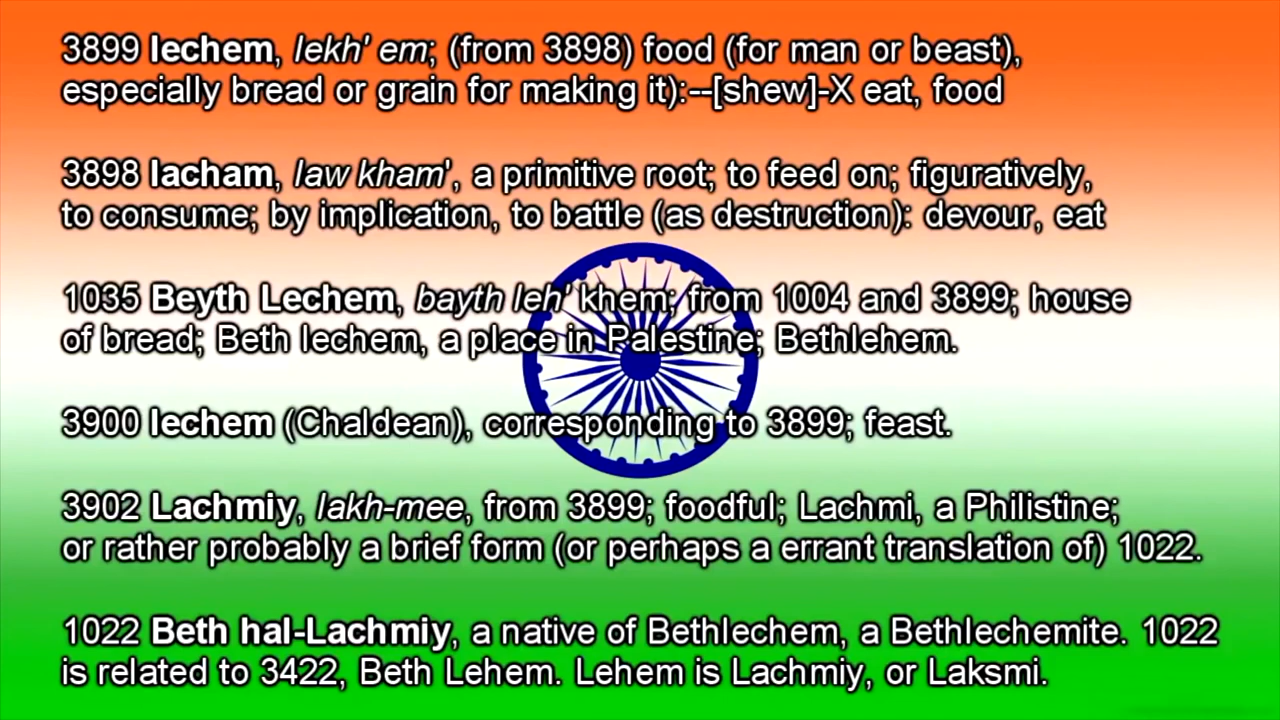 3899 lechem, lekh' em; (from 3898) food (for man or beast),
especially bread or grain for making it):--[shew]-X eat, food
3898 lacham, law kham', a primitive root; to feed on; figuratively,
to consume; by implication, to battle (as destruction): devour, eat
1035 Beyth Lechem, bayth leh' khem; from 1004 and 3899; house
of bread; Beth lechem, a place in Palestine; Bethlehem.
3900 lechem (Chaldean), corresponding to 3899; feast.
3902 Lachmiy, lakh-mee, from 3899; foodful; Lachmi, a Philistine;
or rather probably a brief form (or perhaps a errant translation of) 1022.
1022 Beth hal-Lachmiy, a native of Bethlechem, a Bethlechemite. 1022
is related to 3422, Beth Lehem. Lehem is Lachmiy, or Laksmi.